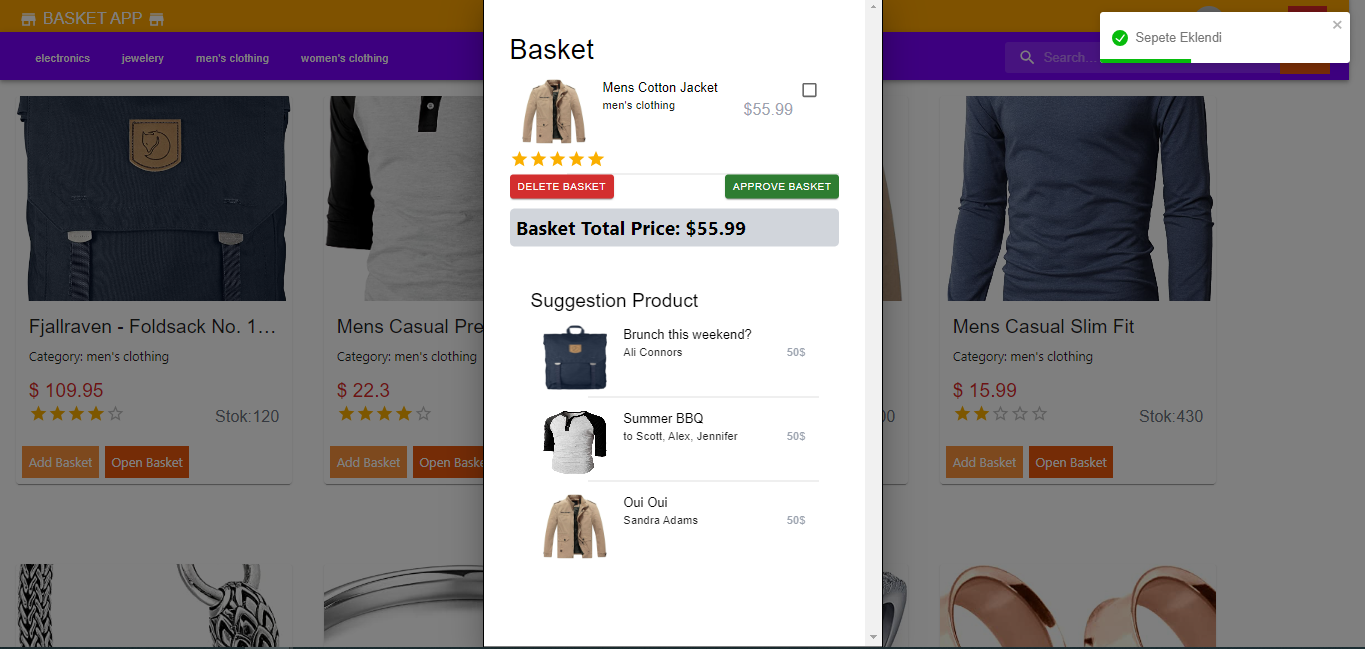 BASKET APP
electronics
jewelery
men's clothing
women's clothing
Search...
Sepete Eklendi
Basket
Mens Cotton Jacket
men's clothing
$55.99
DELETE BASKET
APPROVE BASKET
Basket Total Price: $55.99
Suggestion Product
Brunch this weekend?
Ali Connors
50$
Summer BBQ
to Scott, Alex, Jennifer
50$
Oui Oui
Sandra Adams
50$
Fjallraven - Foldsack No. 1...
Category: men's clothing
$ 109.95
Stok:120
Add Basket
Open Basket
Mens Casual Pre
Category: men's clothing
$ 22.3
Add Basket
Open Baske
Mens Casual Slim Fit
Category: men's clothing
$ 15.99
Stok:430
Add Basket
Open Basket